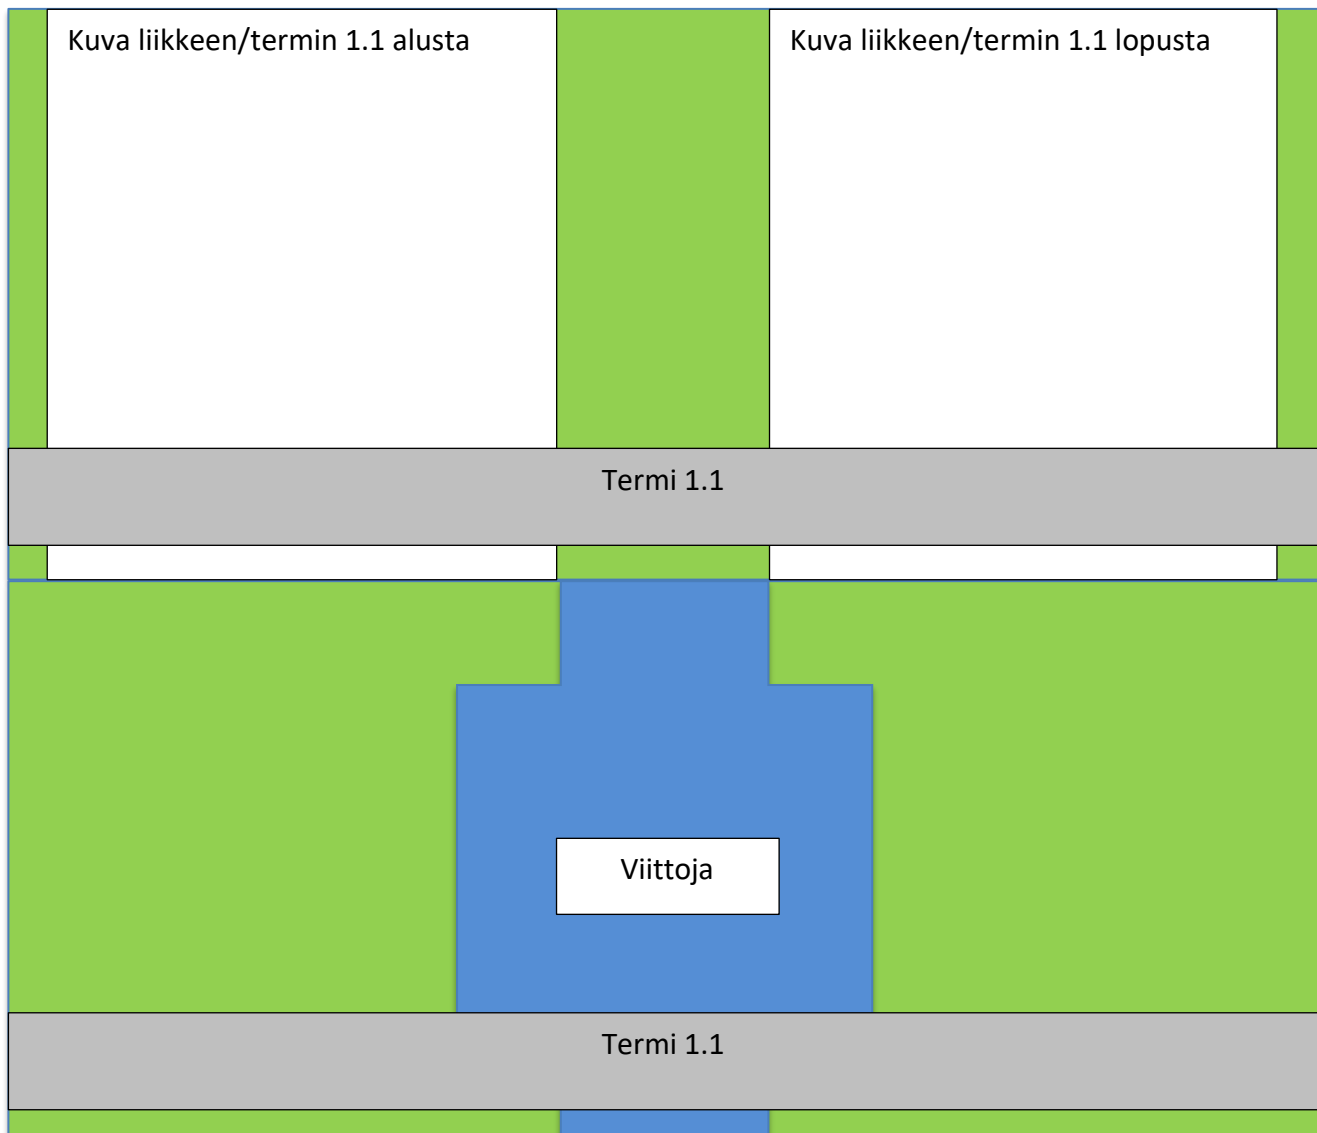 Kuva liikkeen/termin 1.1 alusta
Kuva liikkeen/termin 1.1 lopusta
Termi 1.1
Viittoja
Termi 1.1